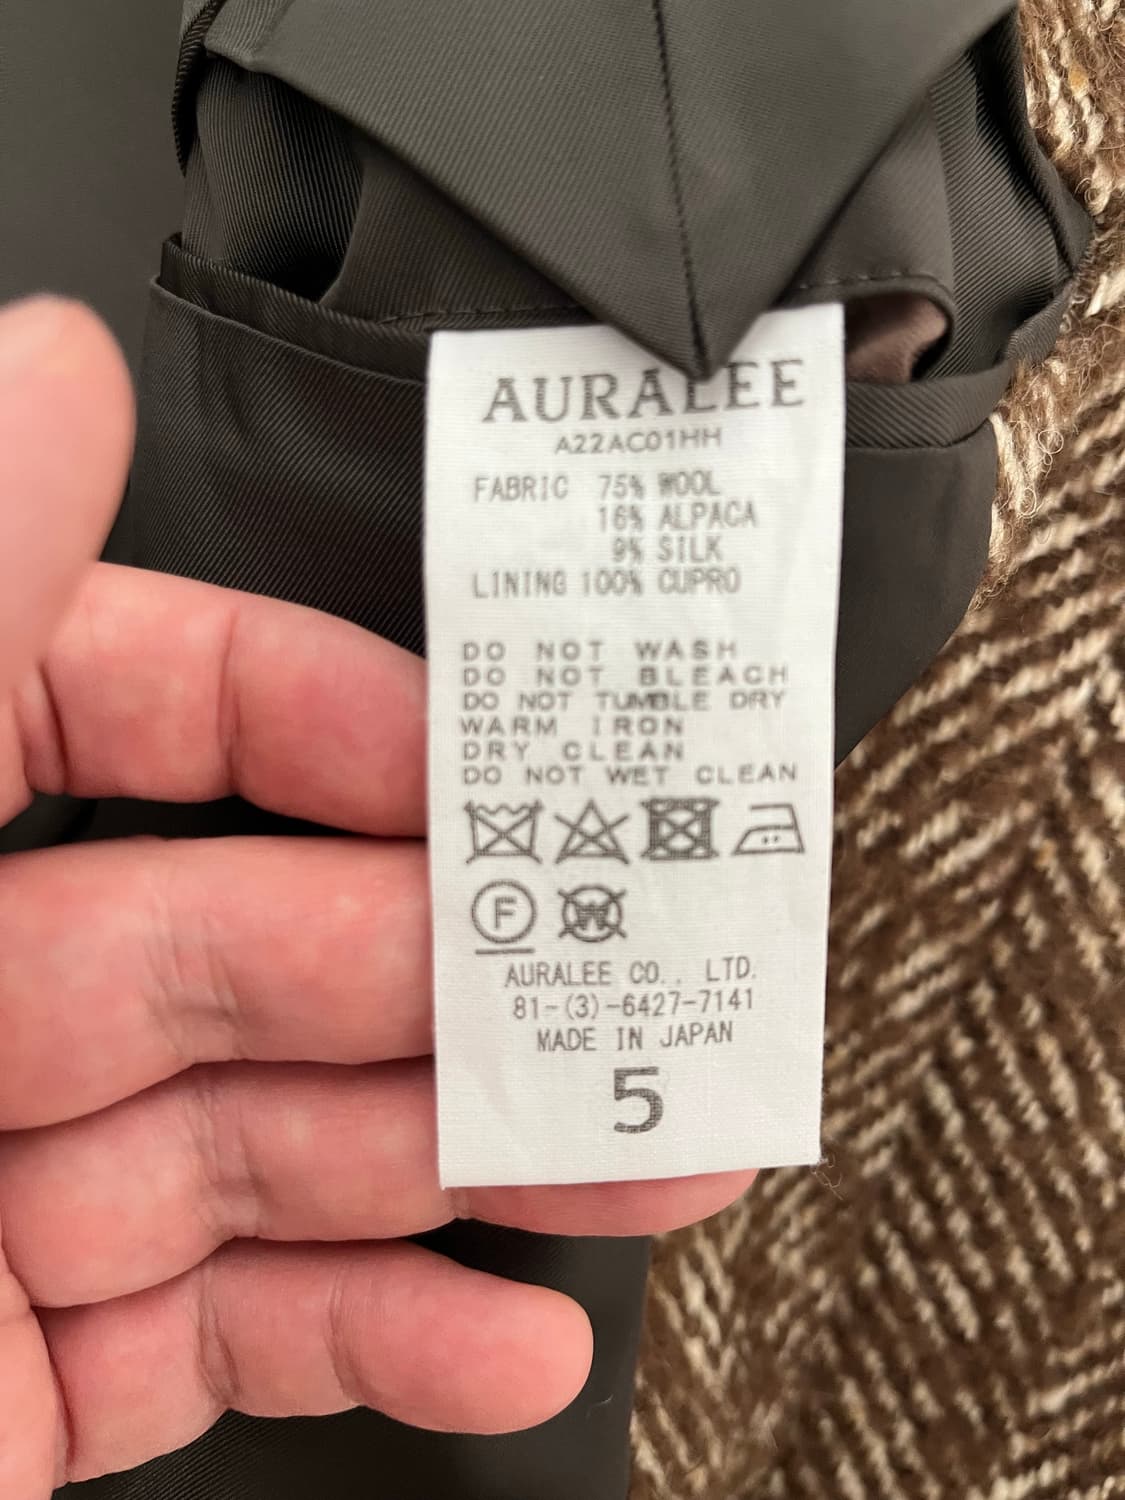 AURALEE
A22AC01HH
FABRIC 75% WOOL
16% ALPACA
9% SILK
LINING 100% CUPRO
DO NOT WASH
DO NOT BLEACH
DO NOT TUMBLE DRY
WARM IRON
DRY CLEAN
DO NOT WET CLEAN
F W
AURALEE CO., LTD.
81-(3)-6427-7141
MADE IN JAPAN
5